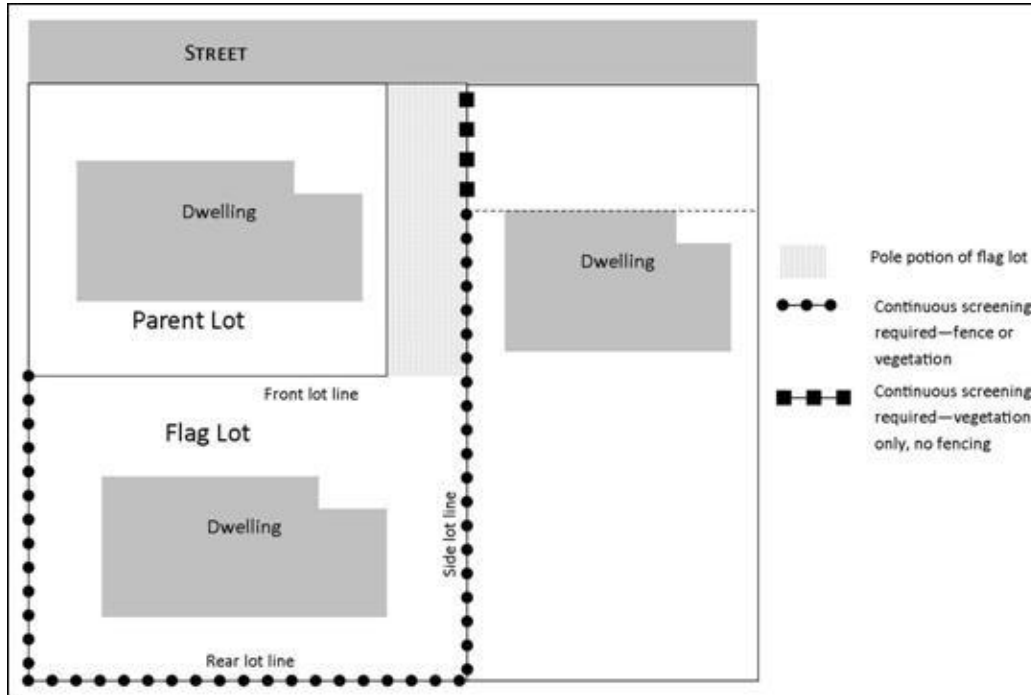 STREET
Dwelling
Parent Lot
Front lot line
Flag Lot
Dwelling
Side lot line
Rear lot line
Dwelling
Pole potion of flag lot
Continuous screening
required—fence or
vegetation
Continuous screening
required—vegetation
only, no fencing